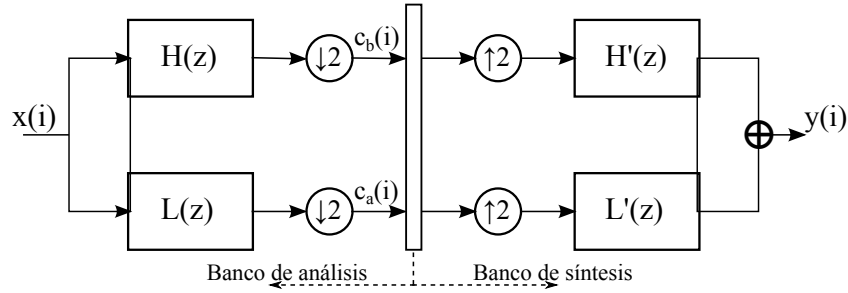 H(z)
↓2
c_b(i)
↑2
H'(z)
x(i)
y(i)
L(z)
↓2
c_a(i)
↑2
L'(z)
Banco de análisis
Banco de síntesis